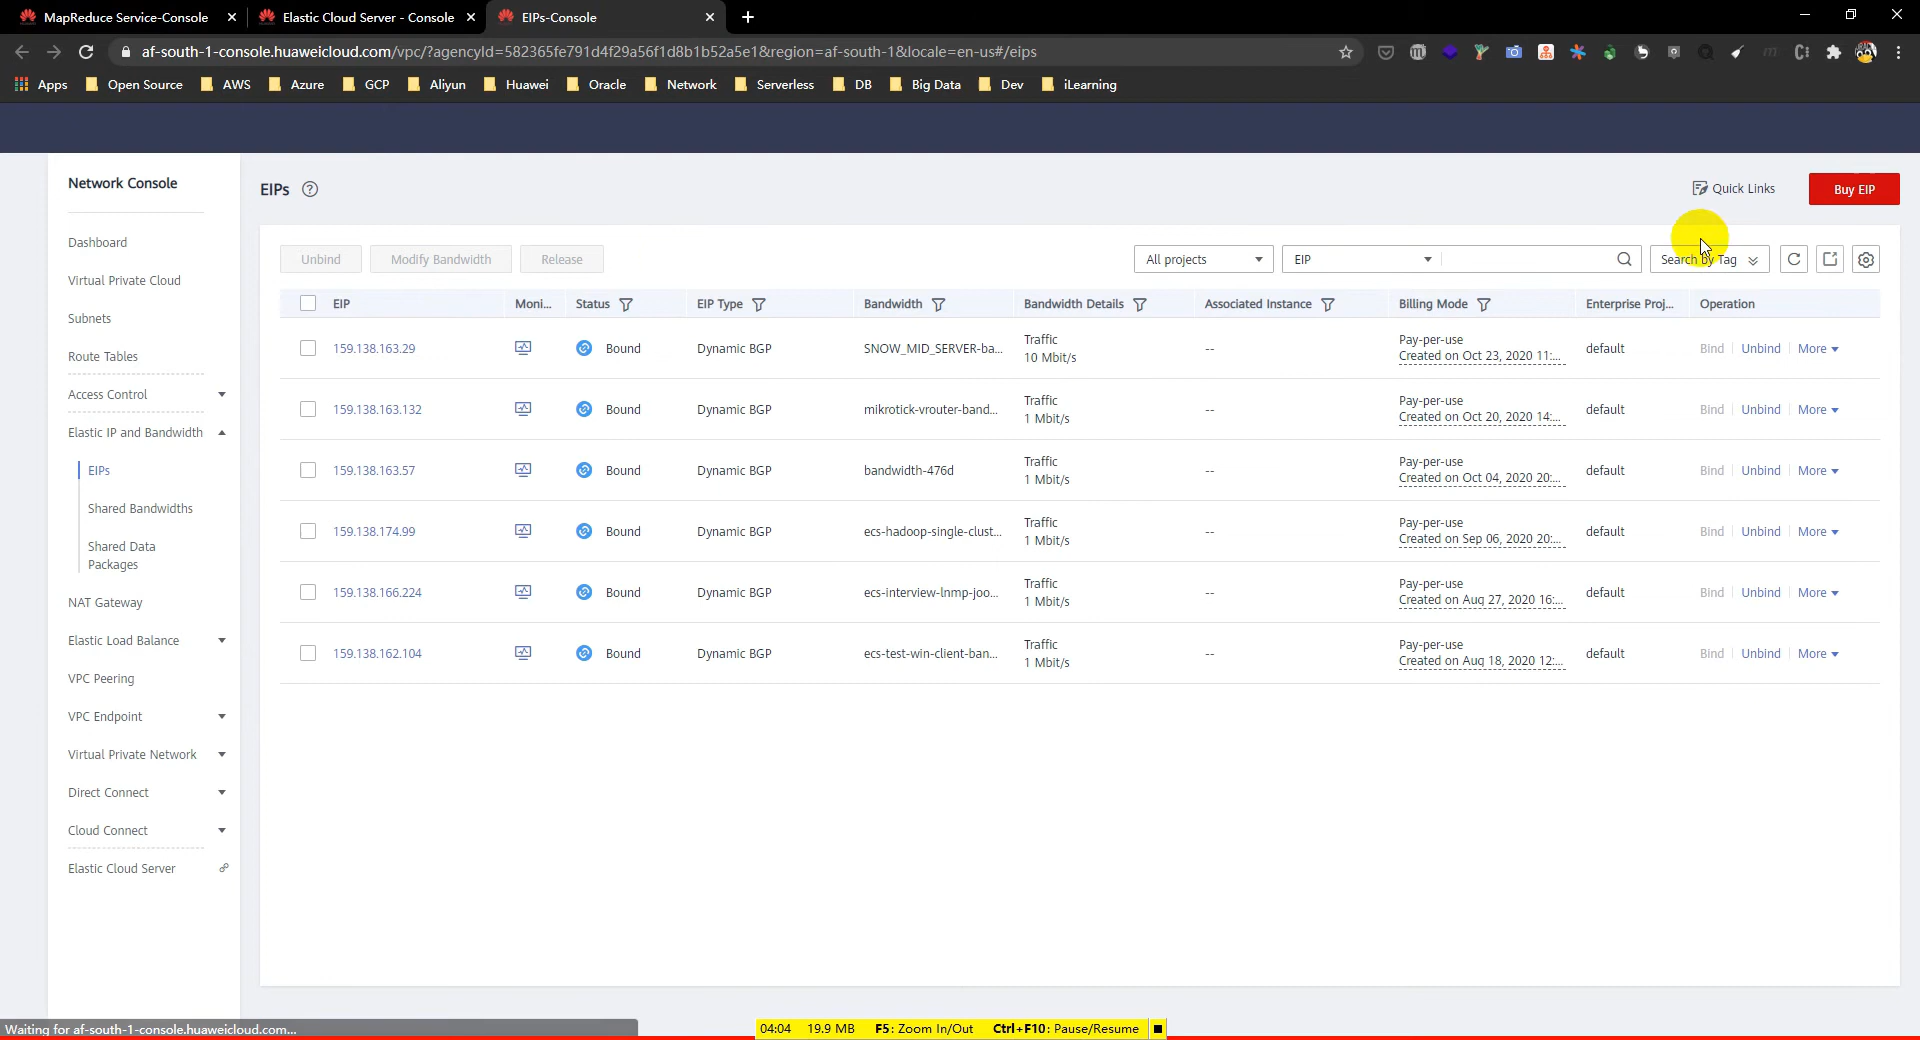 MapReduce Service-Console
Elastic Cloud Server - Console
EIPs-Console
af-south-1-console.huaweicloud.com/vpc/?agencyId=582365fe791d4f29a56f1d8b1b52a5e1&region=af-south-1&locale=en-us#/eips
Apps Open Source AWS Azure GCP Aliyun Huawei Oracle Network Serverless DB Big Data Dev iLearning
Network Console
Dashboard
Virtual Private Cloud
Subnets
Route Tables
Access Control
Elastic IP and Bandwidth
EIPs
Shared Bandwidths
Shared Data
Packages
NAT Gateway
Elastic Load Balance
VPC Peering
VPC Endpoint
Virtual Private Network
Direct Connect
Cloud Connect
Elastic Cloud Server
EIPs ?
Quick Links
Buy EIP
Unbind Modify Bandwidth Release All projects EIP Search by Tag
EIP Moni... Status EIP Type Bandwidth Bandwidth Details Associated Instance Billing Mode Enterprise Proj... Operation
159.138.163.29 Bound Dynamic BGP SNOW_MID_SERVER-ba... Traffic
10 Mbit/s -- Pay-per-use
Created on Oct 23, 2020 11:... default Bind Unbind More
159.138.163.132 Bound Dynamic BGP mikrotick-vrouter-band... Traffic
1 Mbit/s -- Pay-per-use
Created on Oct 20, 2020 14:... default Bind Unbind More
159.138.163.57 Bound Dynamic BGP bandwidth-476d Traffic
1 Mbit/s -- Pay-per-use
Created on Oct 04, 2020 20:... default Bind Unbind More
159.138.174.99 Bound Dynamic BGP ecs-hadoop-single-clust... Traffic
1 Mbit/s -- Pay-per-use
Created on Sep 06, 2020 20:... default Bind Unbind More
159.138.166.224 Bound Dynamic BGP ecs-interview-lnmp-joo... Traffic
1 Mbit/s -- Pay-per-use
Created on Aug 27, 2020 16:... default Bind Unbind More
159.138.162.104 Bound Dynamic BGP ecs-test-win-client-ban... Traffic
1 Mbit/s -- Pay-per-use
Created on Aug 18, 2020 12:... default Bind Unbind More
Waiting for af-south-1-console.huaweicloud.com...
04:04 19.9 MB F5: Zoom In/Out Ctrl+F10: Pause/Resume